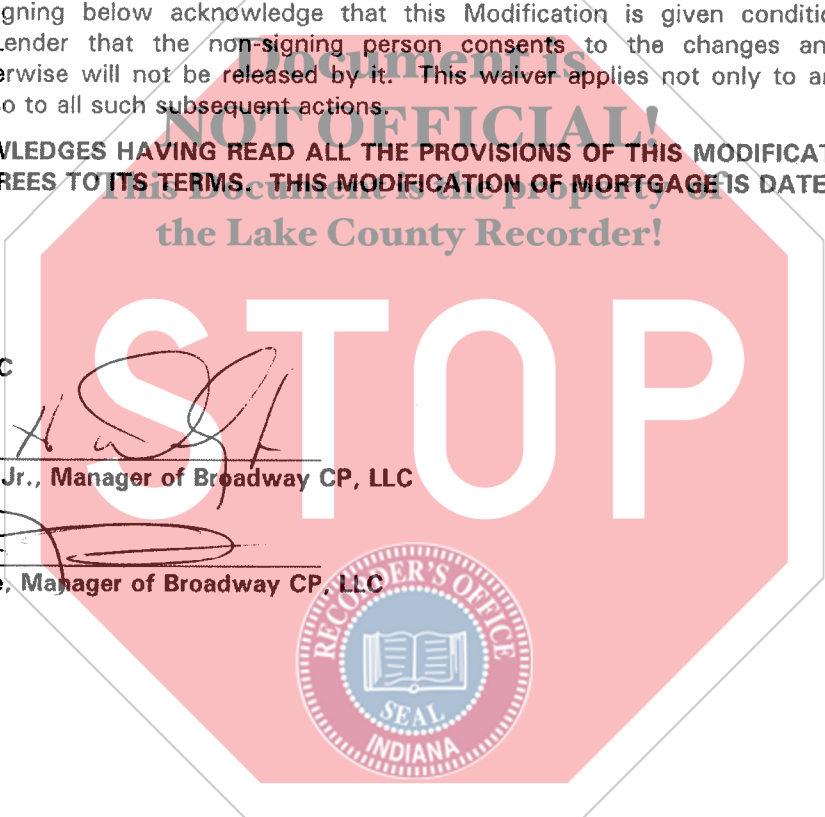 gning below acknowledge that this Modification is given conditio
ender that the non-signing person consents to the changes an
erwise will not be released by it. This waiver applies not only to a
o to all such subsequent actions.
Document is
NOT OFFICIAL!
This Document is the property of
the Lake County Recorder!
WLEDGES HAVING READ ALL THE PROVISIONS OF THIS MODIFICAT
REES TO ITS TERMS. THIS MODIFICATION OF MORTGAGE IS DATE
STOP
C
Jr., Manager of Broadway CP, LLC
e, Manager of Broadway CP, LLC
RECORDER'S OFFICE
SEAL
INDIANA